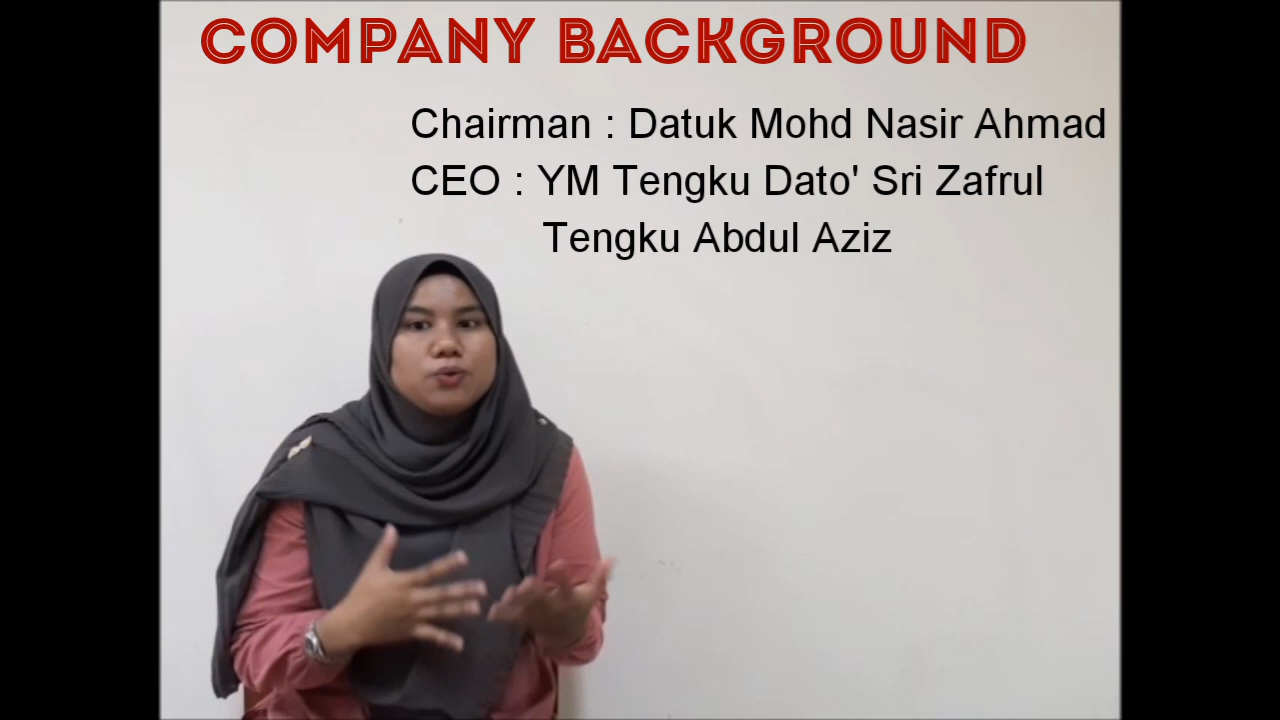 COMPANY BACKGROUND
Chairman : Datuk Mohd Nasir Ahmad
CEO : YM Tengku Dato' Sri Zafrul
Tengku Abdul Aziz